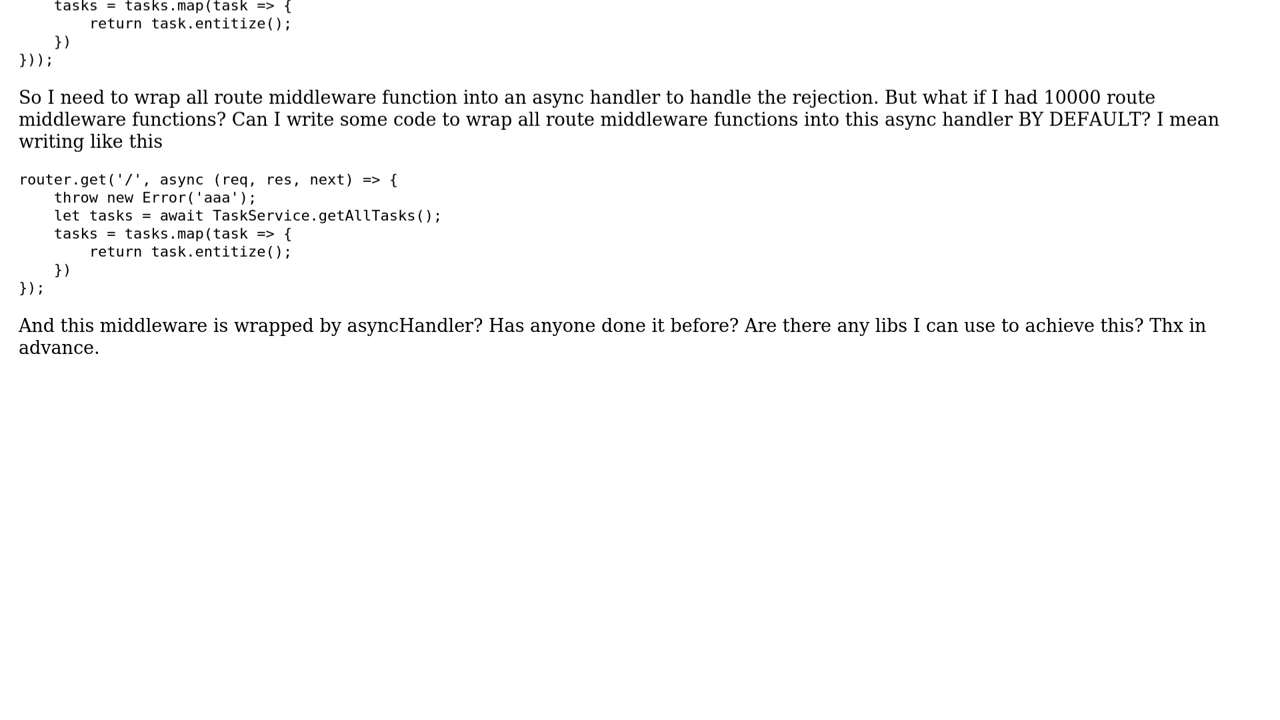 tasks = tasks.map(task => {
        return task.entitize();
    })
}));
So I need to wrap all route middleware function into an async handler to handle the rejection. But what if I had 10000 route
middleware functions? Can I write some code to wrap all route middleware functions into this async handler BY DEFAULT? I mean
writing like this
router.get('/', async (req, res, next) => {
    throw new Error('aaa');
    let tasks = await TaskService.getAllTasks();
    tasks = tasks.map(task => {
        return task.entitize();
    })
});
And this middleware is wrapped by asyncHandler? Has anyone done it before? Are there any libs I can use to achieve this? Thx in
advance.